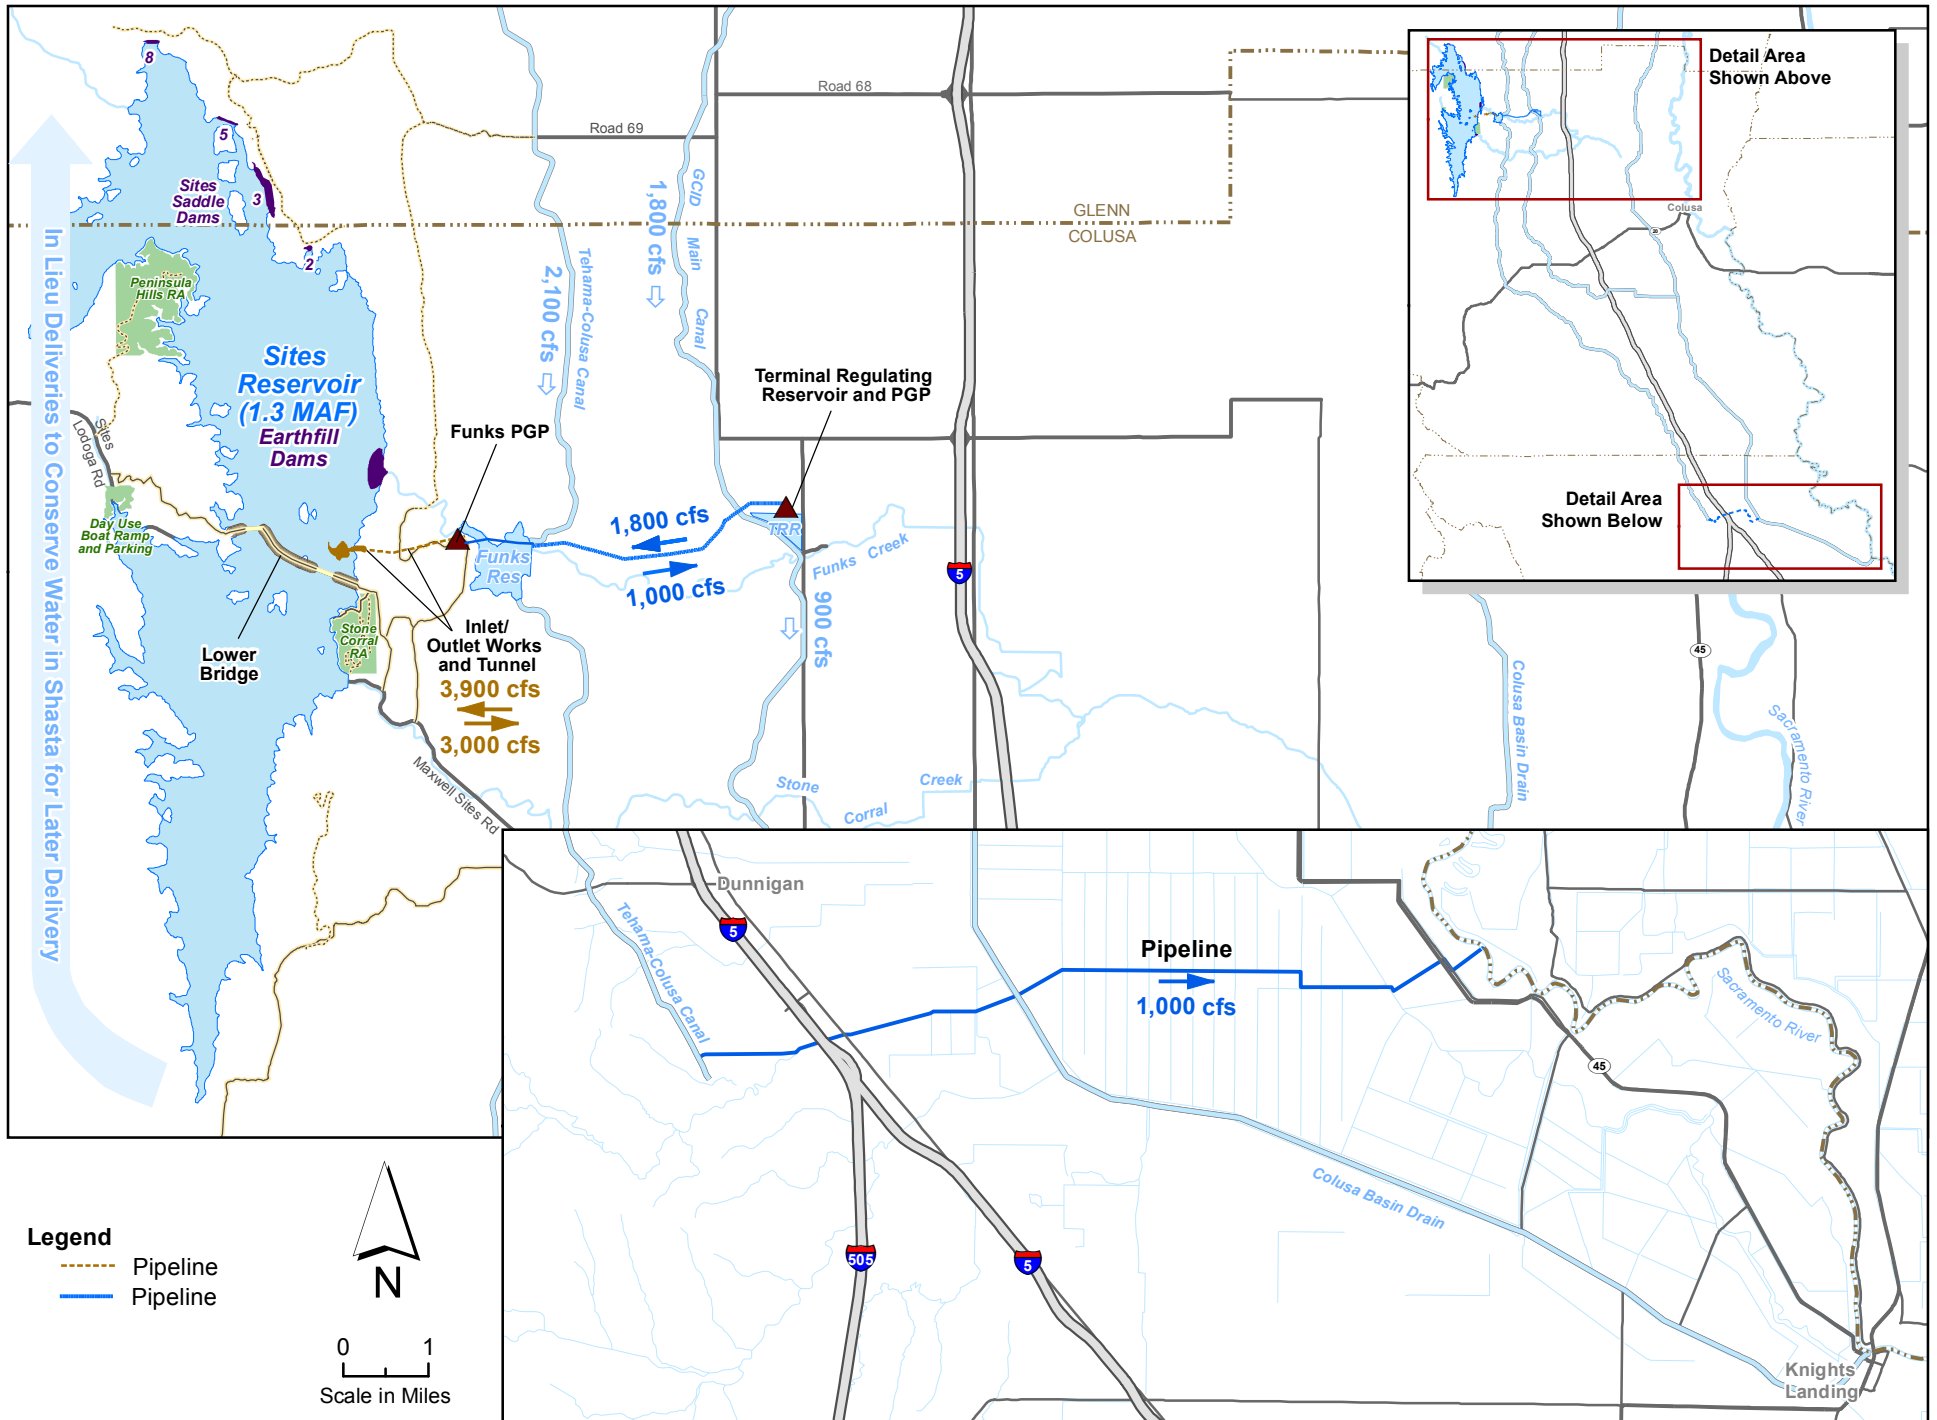 8
5
3
2
Sites
Saddle
Dams
Road 68
Road 69
GLENN
COLUSA
1,800 cfs
GCID Main Canal
2,100 cfs
Tehama-Colusa Canal
In Lieu Deliveries to Conserve Water in Shasta for Later Delivery
Peninsula
Hills RA
Sites
Reservoir
(1.3 MAF)
Earthfill
Dams
Sites
Lodoga Rd
Day Use
Boat Ramp
and Parking
Lower
Bridge
Stone
Corral
RA
Funks PGP
Funks
Res
Inlet/
Outlet Works
and Tunnel
3,900 cfs
3,000 cfs
Maxwell Sites Rd
Terminal Regulating
Reservoir and PGP
1,800 cfs
1,000 cfs
TRR
Funks Creek
900 cfs
5
Stone
Corral
Creek
Colusa Basin Drain
45
Sacramento River
Detail Area
Shown Above
Colusa
20
Detail Area
Shown Below
Dunnigan
5
Tehama-Colusa Canal
Pipeline
1,000 cfs
Sacramento River
45
Colusa Basin Drain
505
5
Knights
Landing
Legend
Pipeline
Pipeline
N
0 1
Scale in Miles